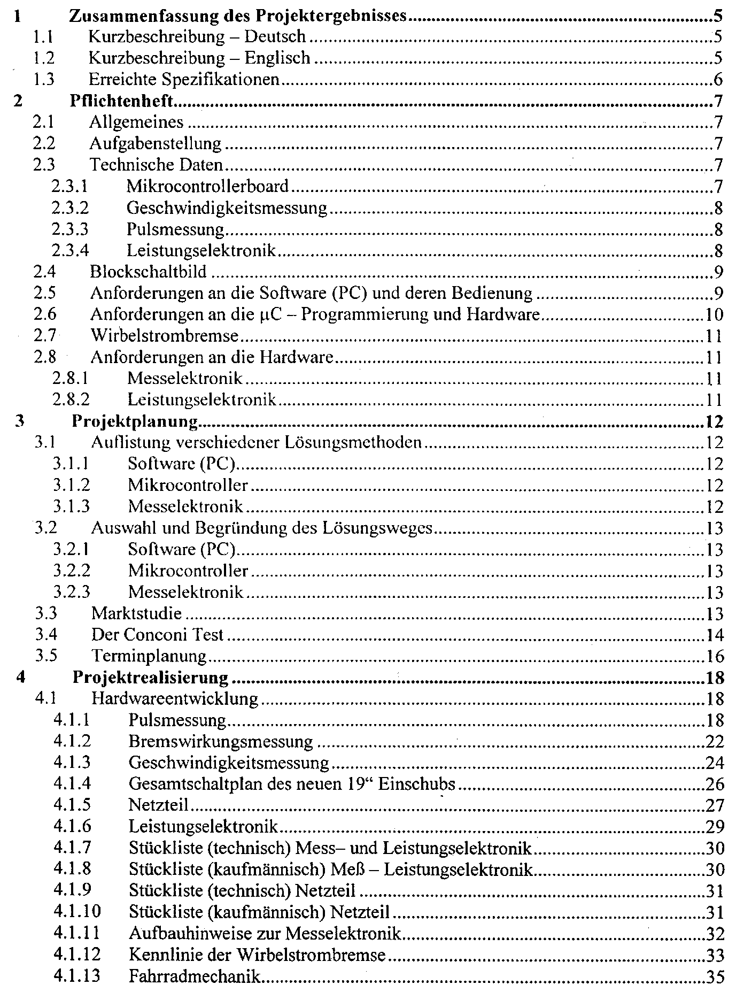 1 Zusammenfassung des Projektergebnisses 5
1.1 Kurzbeschreibung – Deutsch 5
1.2 Kurzbeschreibung – Englisch 5
1.3 Erreichte Spezifikationen 6
2 Pflichtenheft 7
2.1 Allgemeines 7
2.2 Aufgabenstellung 7
2.3 Technische Daten 7
2.3.1 Mikrocontrollerboard 7
2.3.2 Geschwindigkeitsmessung 8
2.3.3 Pulsmessung 8
2.3.4 Leistungselektronik 8
2.4 Blockschaltbild 9
2.5 Anforderungen an die Software (PC) und deren Bedienung 9
2.6 Anforderungen an die µC – Programmierung und Hardware 10
2.7 Wirbelstrombremse 11
2.8 Anforderungen an die Hardware 11
2.8.1 Messelektronik 11
2.8.2 Leistungselektronik 11
3 Projektplanung 12
3.1 Auflistung verschiedener Lösungsmethoden 12
3.1.1 Software (PC) 12
3.1.2 Mikrocontroller 12
3.1.3 Messelektronik 12
3.2 Auswahl und Begründung des Lösungsweges 13
3.2.1 Software (PC) 13
3.2.2 Mikrocontroller 13
3.2.3 Messelektronik 13
3.3 Marktstudie 13
3.4 Der Conconi Test 14
3.5 Terminplanung 16
4 Projektrealisierung 18
4.1 Hardwareentwicklung 18
4.1.1 Pulsmessung 18
4.1.2 Bremswirkungsmessung 22
4.1.3 Geschwindigkeitsmessung 24
4.1.4 Gesamtschaltplan des neuen 19“ Einschubs 26
4.1.5 Netzteil 27
4.1.6 Leistungselektronik 29
4.1.7 Stückliste (technisch) Mess– und Leistungselektronik 30
4.1.8 Stückliste (kaufmännisch) Meß – Leistungselektronik 30
4.1.9 Stückliste (technisch) Netzteil 31
4.1.10 Stückliste (kaufmännisch) Netzteil 31
4.1.11 Aufbauhinweise zur Messelektronik 32
4.1.12 Kennlinie der Wirbelstrombremse 33
4.1.13 Fahrradmechanik 35